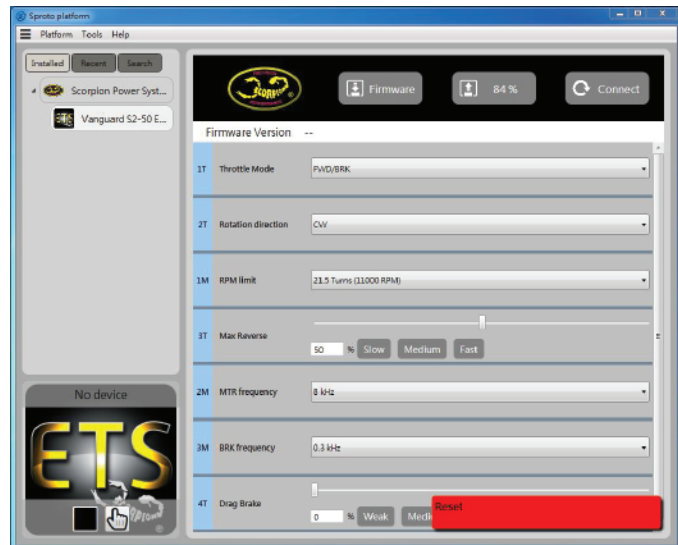 Sproto platform
Platform Tools Help
Installed Recent Search
Scorpion Power Syst...
ETS Vanguard S2-50 E...
SCORPION
Firmware
84 %
Connect
Firmware Version --
1T Throttle Mode FWD/BRK
2T Rotation direction CW
1M RPM limit 21.5 Turns (11000 RPM)
3T Max Reverse
50 % Slow Medium Fast
2M MTR frequency 8 kHz
3M BRK frequency 0.3 kHz
4T Drag Brake
0 % Weak Medi
Reset
No device
ETS